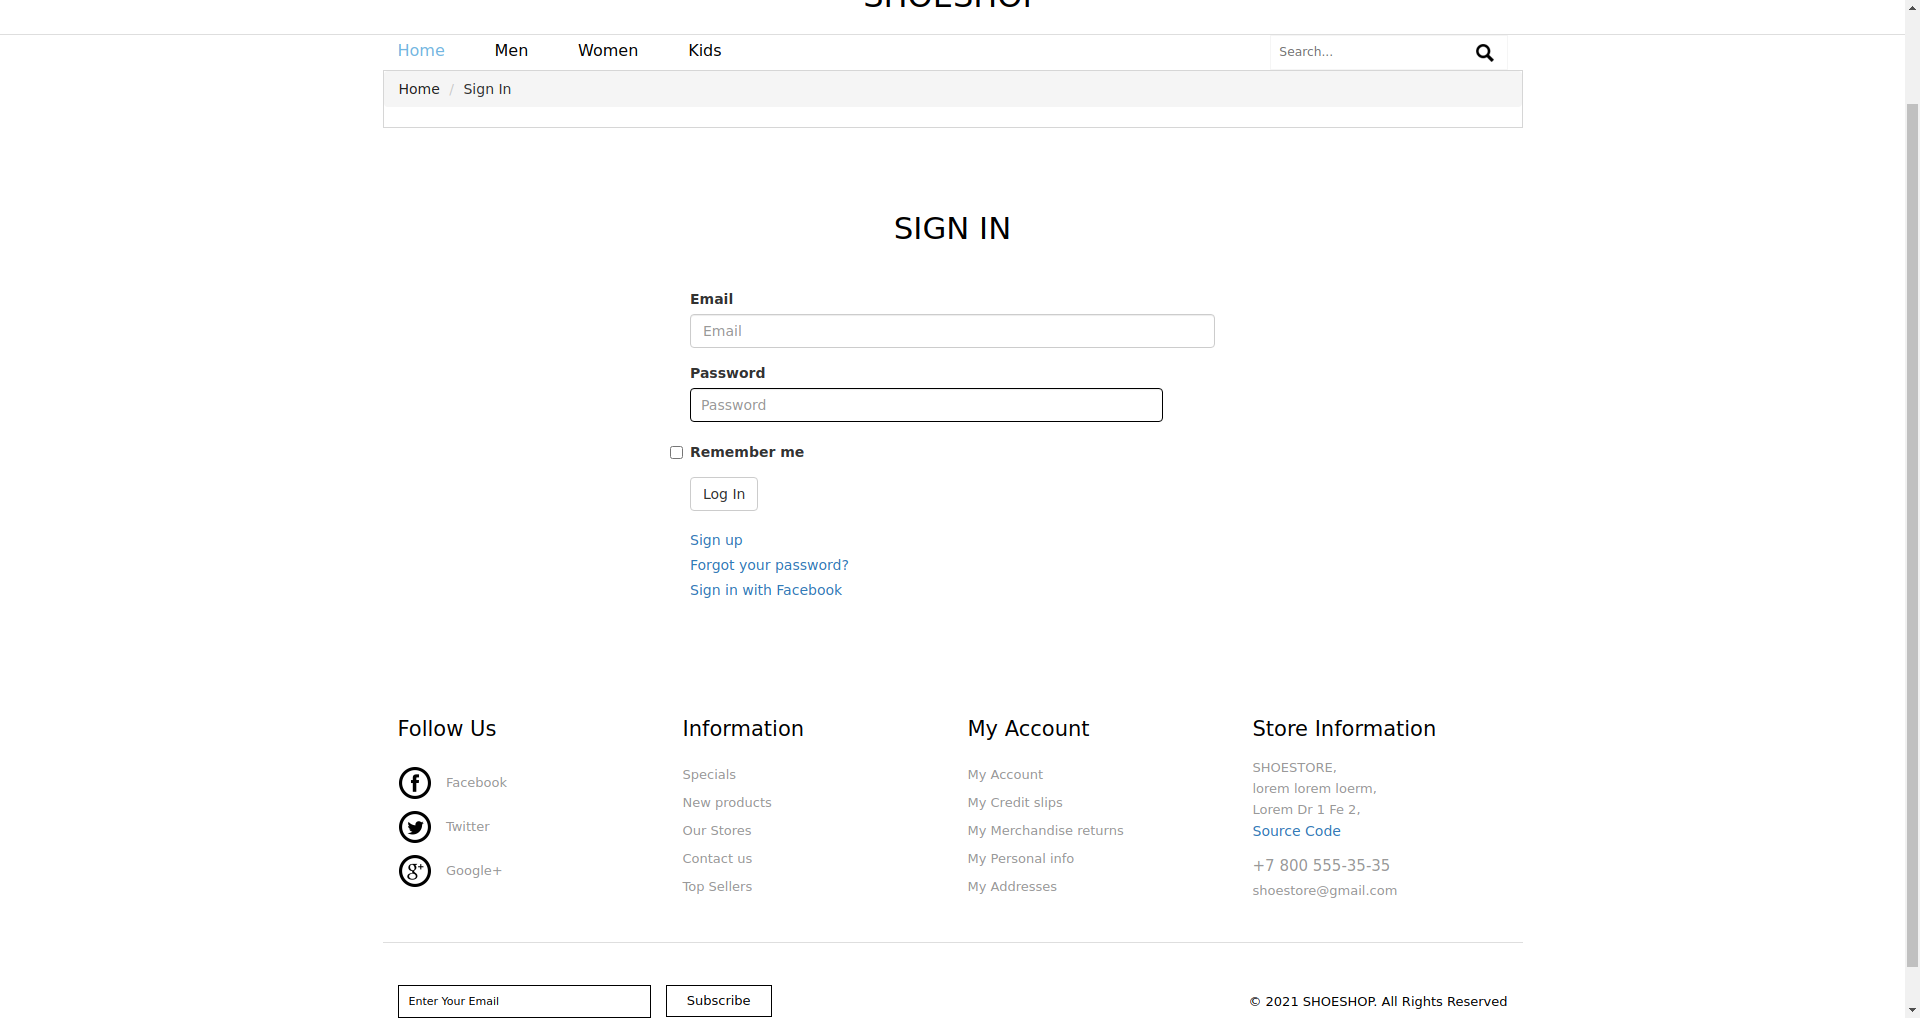 SHOESHOP
Home Men Women Kids Search...
Home / Sign In
SIGN IN
Email
Email
Password
Password
Remember me
Log In
Sign up
Forgot your password?
Sign in with Facebook
Follow Us
Facebook
Twitter
Google+
Information
Specials
New products
Our Stores
Contact us
Top Sellers
My Account
My Account
My Credit slips
My Merchandise returns
My Personal info
My Addresses
Store Information
SHOESTORE,
lorem lorem loerm,
Lorem Dr 1 Fe 2,
Source Code
+7 800 555-35-35
shoestore@gmail.com
Enter Your Email Subscribe © 2021 SHOESHOP. All Rights Reserved